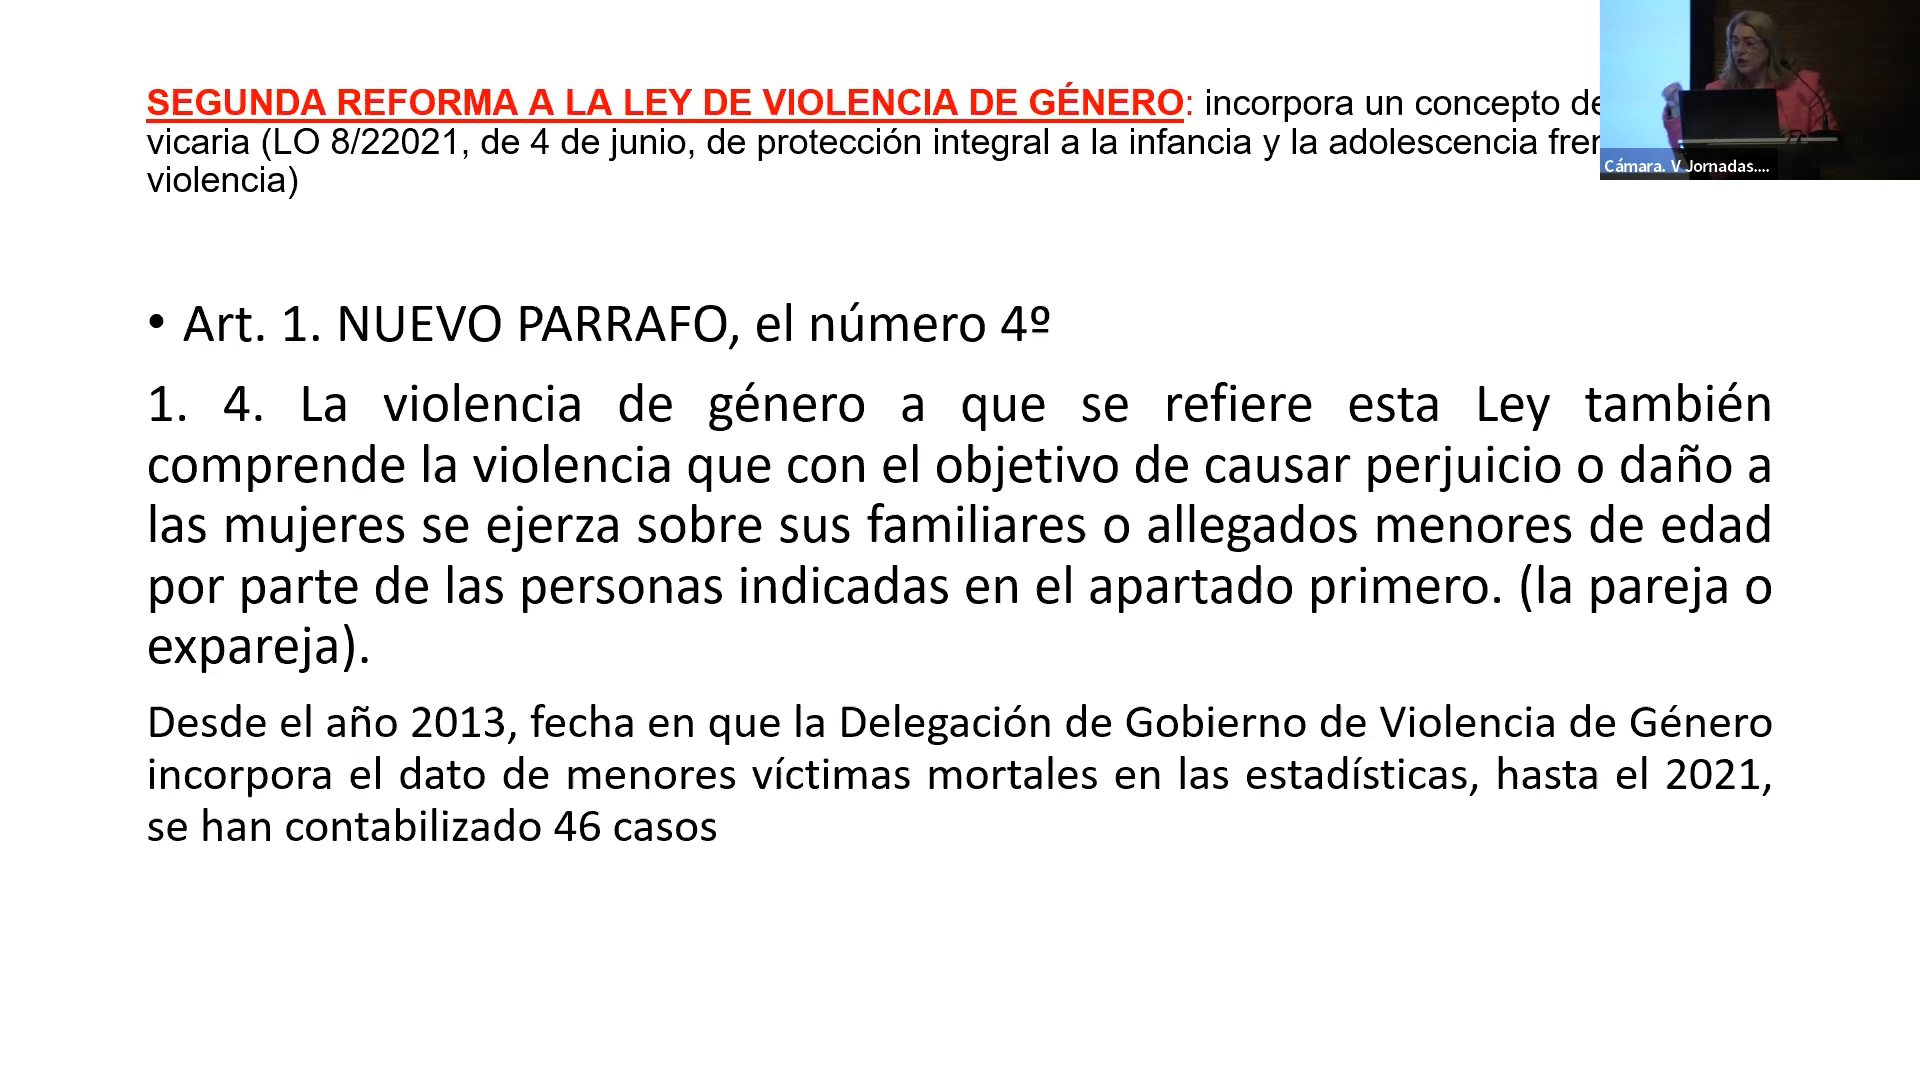 SEGUNDA REFORMA A LA LEY DE VIOLENCIA DE GÉNERO: incorpora un concepto de
vicaria (LO 8/22021, de 4 de junio, de protección integral a la infancia y la adolescencia
violencia)
Cámara. V Jornadas....
• Art. 1. NUEVO PARRAFO, el número 4º
1. 4. La violencia de género a que se refiere esta Ley también
comprende la violencia que con el objetivo de causar perjuicio o daño a
las mujeres se ejerza sobre sus familiares o allegados menores de edad
por parte de las personas indicadas en el apartado primero. (la pareja o
expareja).
Desde el año 2013, fecha en que la Delegación de Gobierno de Violencia de Género
incorpora el dato de menores víctimas mortales en las estadísticas, hasta el 2021,
se han contabilizado 46 casos